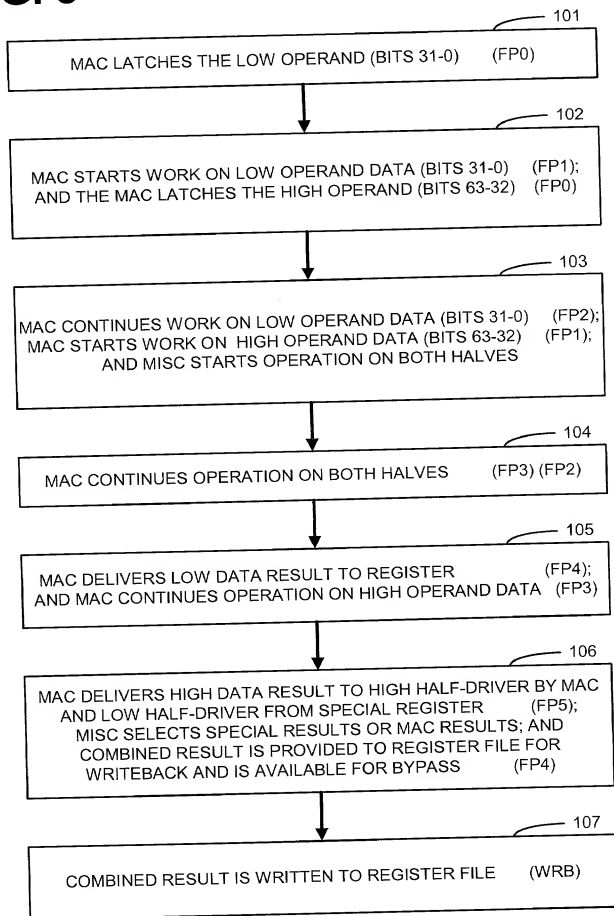 101
MAC LATCHES THE LOW OPERAND (BITS 31-0) (FP0)
102
MAC STARTS WORK ON LOW OPERAND DATA (BITS 31-0) (FP1);
AND THE MAC LATCHES THE HIGH OPERAND (BITS 63-32) (FP0)
103
MAC CONTINUES WORK ON LOW OPERAND DATA (BITS 31-0) (FP2);
MAC STARTS WORK ON HIGH OPERAND DATA (BITS 63-32) (FP1);
AND MISC STARTS OPERATION ON BOTH HALVES
104
MAC CONTINUES OPERATION ON BOTH HALVES (FP3) (FP2)
105
MAC DELIVERS LOW DATA RESULT TO REGISTER (FP4);
AND MAC CONTINUES OPERATION ON HIGH OPERAND DATA (FP3)
106
MAC DELIVERS HIGH DATA RESULT TO HIGH HALF-DRIVER BY MAC
AND LOW HALF-DRIVER FROM SPECIAL REGISTER (FP5);
MISC SELECTS SPECIAL RESULTS OR MAC RESULTS; AND
COMBINED RESULT IS PROVIDED TO REGISTER FILE FOR
WRITEBACK AND IS AVAILABLE FOR BYPASS (FP4)
107
COMBINED RESULT IS WRITTEN TO REGISTER FILE (WRB)